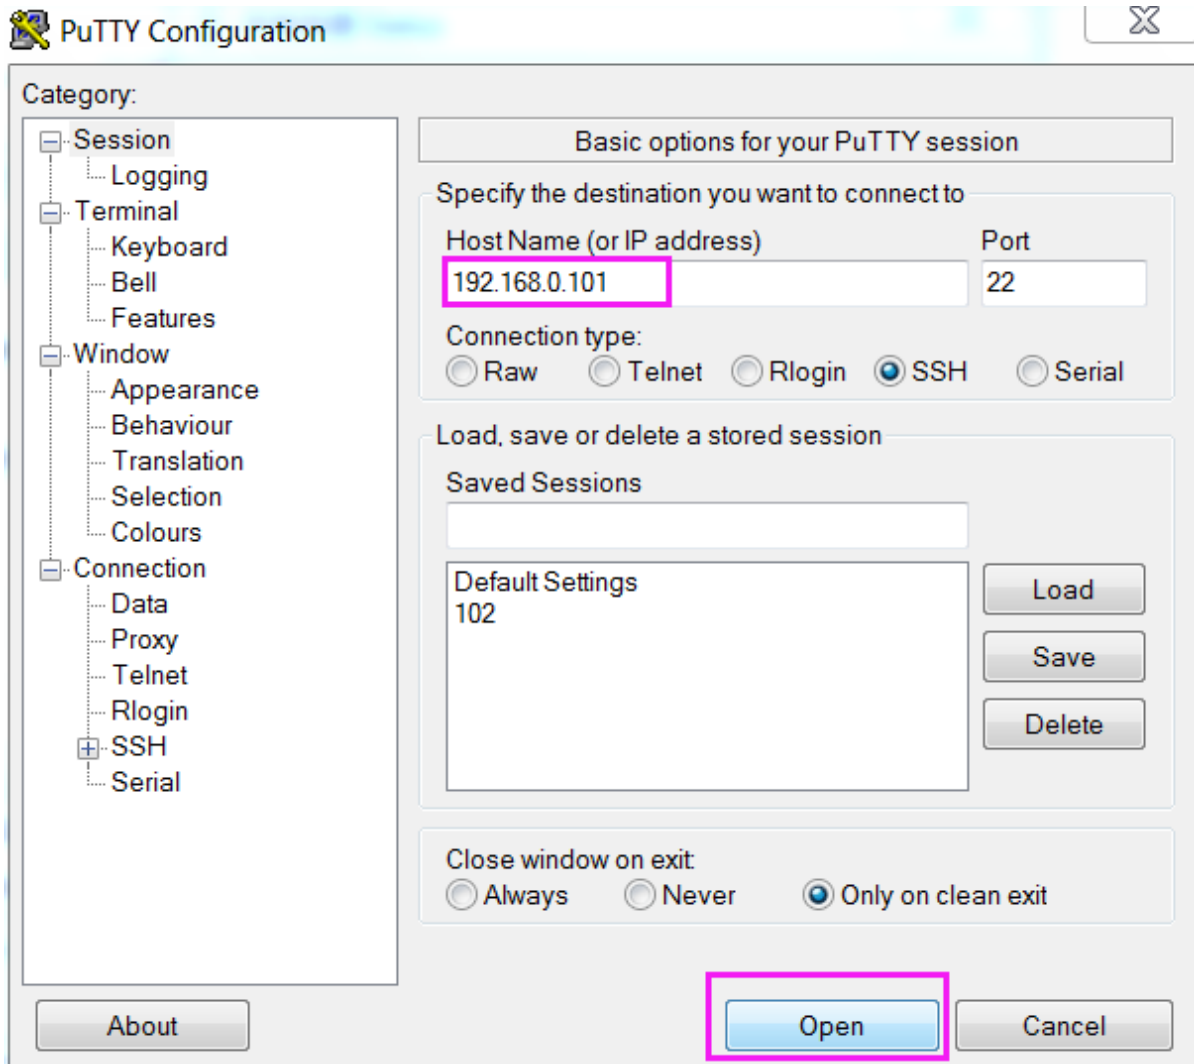 PuTTY Configuration
Category:
Session
Logging
Terminal
Keyboard
Bell
Features
Window
Appearance
Behaviour
Translation
Selection
Colours
Connection
Data
Proxy
Telnet
Rlogin
SSH
Serial
Basic options for your PuTTY session
Specify the destination you want to connect to
Host Name (or IP address) Port
192.168.0.101 22
Connection type:
Raw Telnet Rlogin SSH Serial
Load, save or delete a stored session
Saved Sessions
Default Settings
102
Load
Save
Delete
Close window on exit:
Always Never Only on clean exit
About Open Cancel